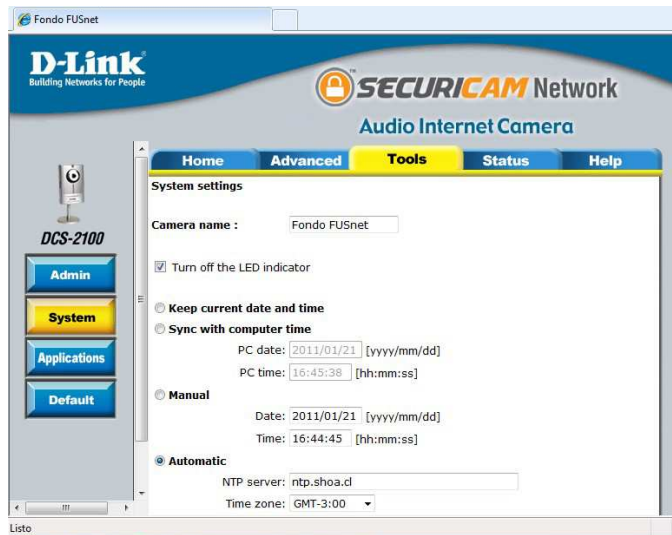 Fondo FUSnet
D-Link
Building Networks for People
SECURICAM Network
Audio Internet Camera
Home Advanced Tools Status Help
DCS-2100
Admin
System
Applications
Default
System settings
Camera name : Fondo FUSnet
Turn off the LED indicator
Keep current date and time
Sync with computer time
PC date: 2011/01/21 [yyyy/mm/dd]
PC time: 16:45:38 [hh:mm:ss]
Manual
Date: 2011/01/21 [yyyy/mm/dd]
Time: 16:44:45 [hh:mm:ss]
Automatic
NTP server: ntp.shoa.cl
Time zone: GMT-3:00
Listo